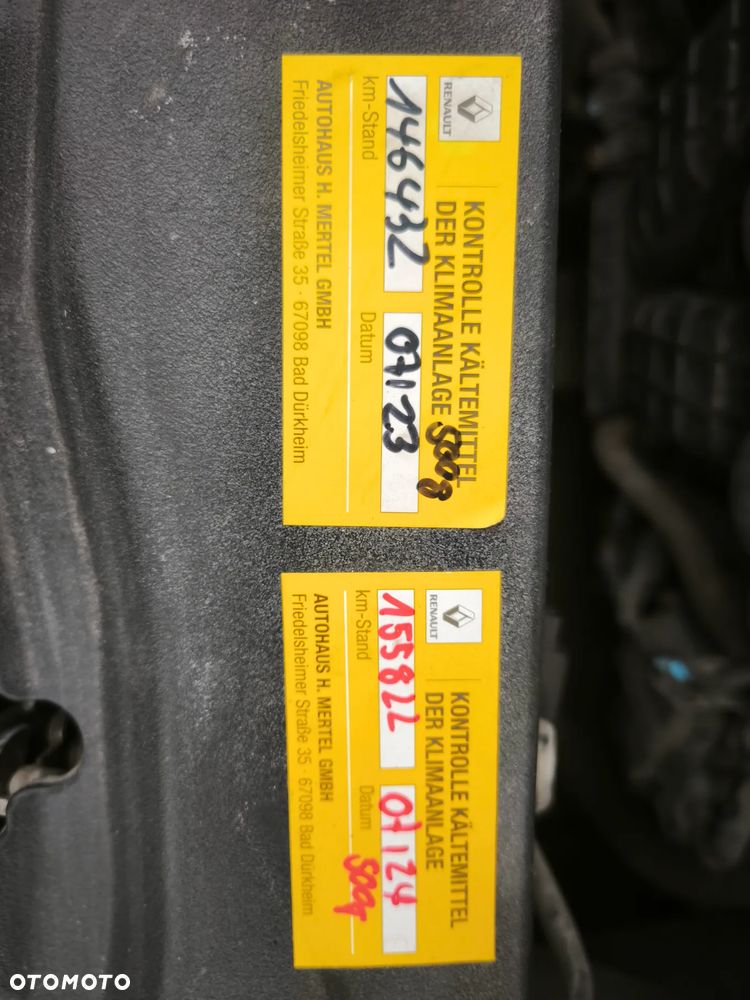 RENAULT
KONTROLLE KÄLTEMITTEL
DER KLIMAANLAGE 500g
146432 07/23
km-Stand Datum
AUTOHAUS H. MERTEL GMBH
Friedelsheimer Straße 35 · 67098 Bad Dürkheim
RENAULT
KONTROLLE KÄLTEMITTEL
DER KLIMAANLAGE
155822 07/24
km-Stand Datum 500g
AUTOHAUS H. MERTEL GMBH
Friedelsheimer Straße 35 · 67098 Bad Dürkheim
OTOMOTO